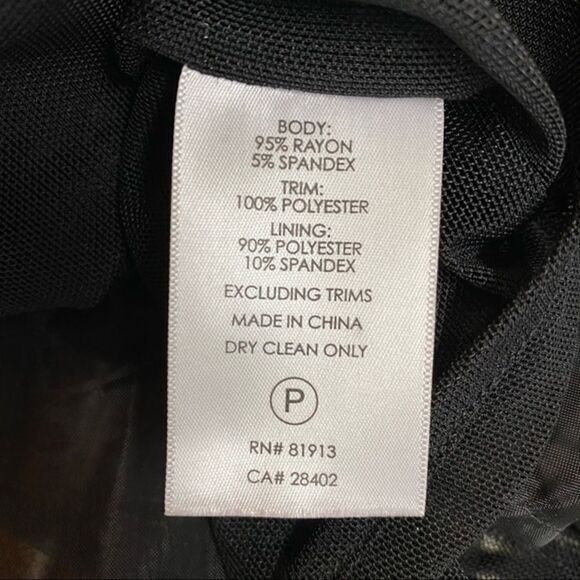 BODY:
95% RAYON
5% SPANDEX
TRIM:
100% POLYESTER
LINING:
90% POLYESTER
10% SPANDEX
EXCLUDING TRIMS
MADE IN CHINA
DRY CLEAN ONLY
P
RN# 81913
CA# 28402